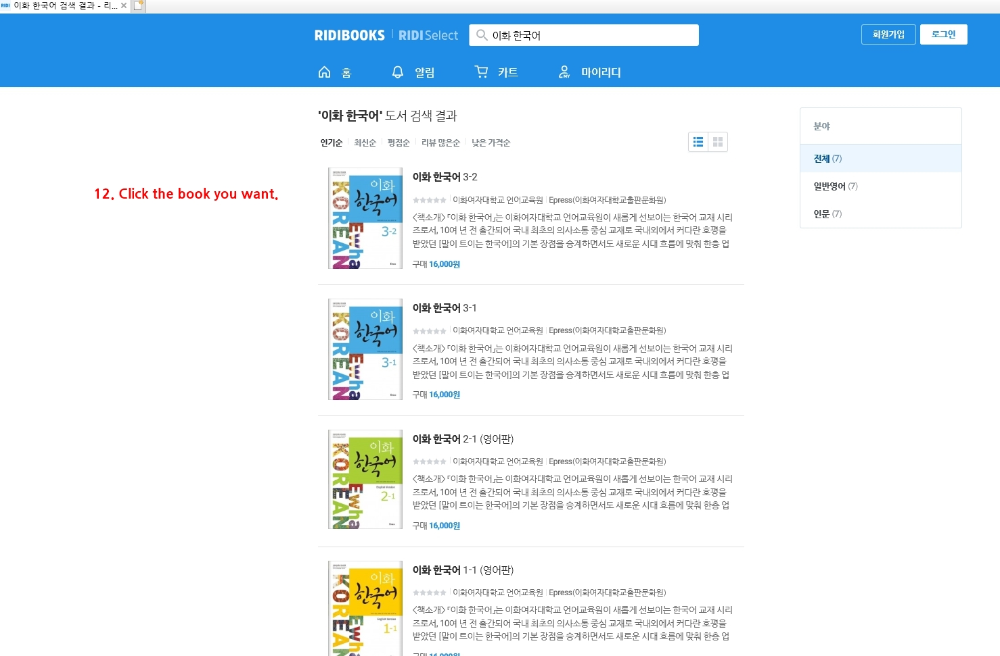 RIDI 이화 한국어 검색 결과 - 리...
RIDIBOOKS RIDI Select 이화 한국어 회원가입 로그인
홈 알림 카트 MY 마이리디
'이화 한국어' 도서 검색 결과
인기순 최신순 평점순 리뷰 많은순 낮은 가격순
분야
전체 (7)
일반영어 (7)
인문 (7)
12. Click the book you want.
이화
한국어
KOREAN
Ewha
3-2
이화 한국어 3-2
이화여자대학교 언어교육원 Epress(이화여자대학교출판문화원)
<책소개> 『이화 한국어』는 이화여자대학교 언어교육원이 새롭게 선보이는 한국어 교재 시리
즈로서, 10여 년 전 출간되어 국내 최초의 의사소통 중심 교재로 국내외에서 커다란 호평을
받았던 [말이 트이는 한국어]의 기본 장점을 승계하면서도 새로운 시대 흐름에 맞춰 한층 업
구매 16,000원
이화
한국어
KOREAN
Ewha
3-1
이화 한국어 3-1
이화여자대학교 언어교육원 Epress(이화여자대학교출판문화원)
<책소개> 『이화 한국어』는 이화여자대학교 언어교육원이 새롭게 선보이는 한국어 교재 시리
즈로서, 10여 년 전 출간되어 국내 최초의 의사소통 중심 교재로 국내외에서 커다란 호평을
받았던 [말이 트이는 한국어]의 기본 장점을 승계하면서도 새로운 시대 흐름에 맞춰 한층 업
구매 16,000원
이화
한국어
KOREAN
Ewha
English Version
2-1
이화 한국어 2-1 (영어판)
이화여자대학교 언어교육원 Epress(이화여자대학교출판문화원)
<책소개> 『이화 한국어』는 이화여자대학교 언어교육원이 새롭게 선보이는 한국어 교재 시리
즈로서, 10여 년 전 출간되어 국내 최초의 의사소통 중심 교재로 국내외에서 커다란 호평을
받았던 [말이 트이는 한국어]의 기본 장점을 승계하면서도 새로운 시대 흐름에 맞춰 한층 업
구매 16,000원
이화
한국어
KOREAN
Ewha
English Version
1-1
이화 한국어 1-1 (영어판)
이화여자대학교 언어교육원 Epress(이화여자대학교출판문화원)
<책소개> 『이화 한국어』는 이화여자대학교 언어교육원이 새롭게 선보이는 한국어 교재 시리
즈로서, 10여 년 전 출간되어 국내 최초의 의사소통 중심 교재로 국내외에서 커다란 호평을
받았던 [말이 트이는 한국어]의 기본 장점을 승계하면서도 새로운 시대 흐름에 맞춰 한층 업
구매 16,000원